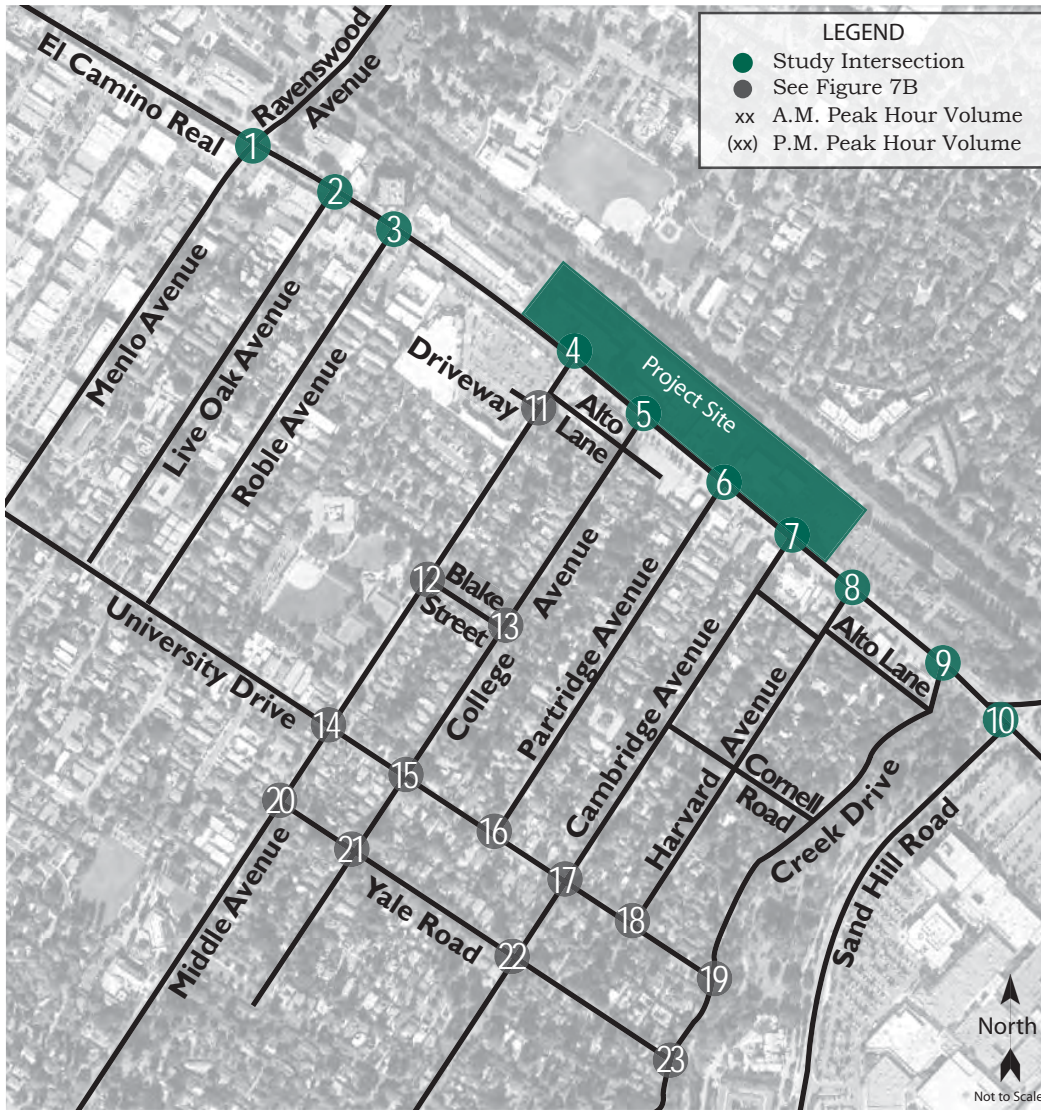 LEGEND
Study Intersection
See Figure 7B
xx A.M. Peak Hour Volume
(xx) P.M. Peak Hour Volume
El Camino Real
Ravenswood
Avenue
1
2
3
Menlo Avenue
Live Oak Avenue
Roble Avenue
Project Site
4
Driveway
11
Alto
Lane
5
6
7
8
12
Blake
Street
13
College Avenue
Partridge Avenue
Cambridge Avenue
Harvard Avenue
Alto Lane
9
10
University Drive
14
15
16
17
18
19
Cornell
Road
Creek Drive
Sand Hill Road
20
21
Middle Avenue
Yale Road
22
23
North
Not to Scale